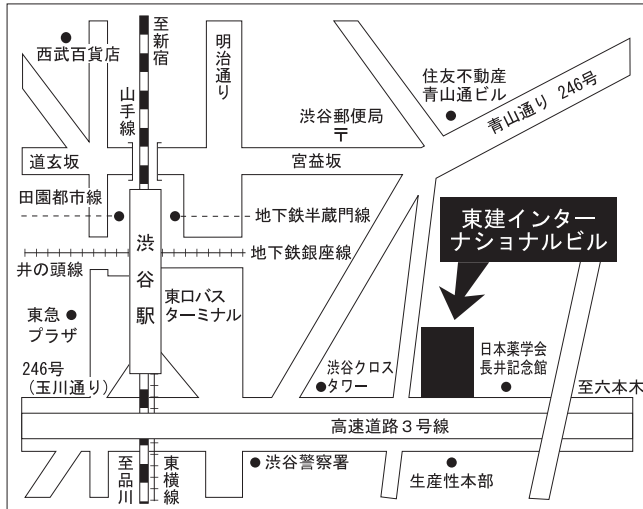 至新宿
西武百貨店
明治通り
山手線
住友不動産
青山通ビル
青山通り 246号
渋谷郵便局
〒
道玄坂
宮益坂
田園都市線
地下鉄半蔵門線
東建インター
ナショナルビル
渋谷駅
地下鉄銀座線
井の頭線
東口バス
ターミナル
東急
プラザ
日本薬学会
長井記念館
渋谷クロス
タワー
246号
(玉川通り)
至六本木
高速道路3号線
至品川
東横線
渋谷警察署
生産性本部